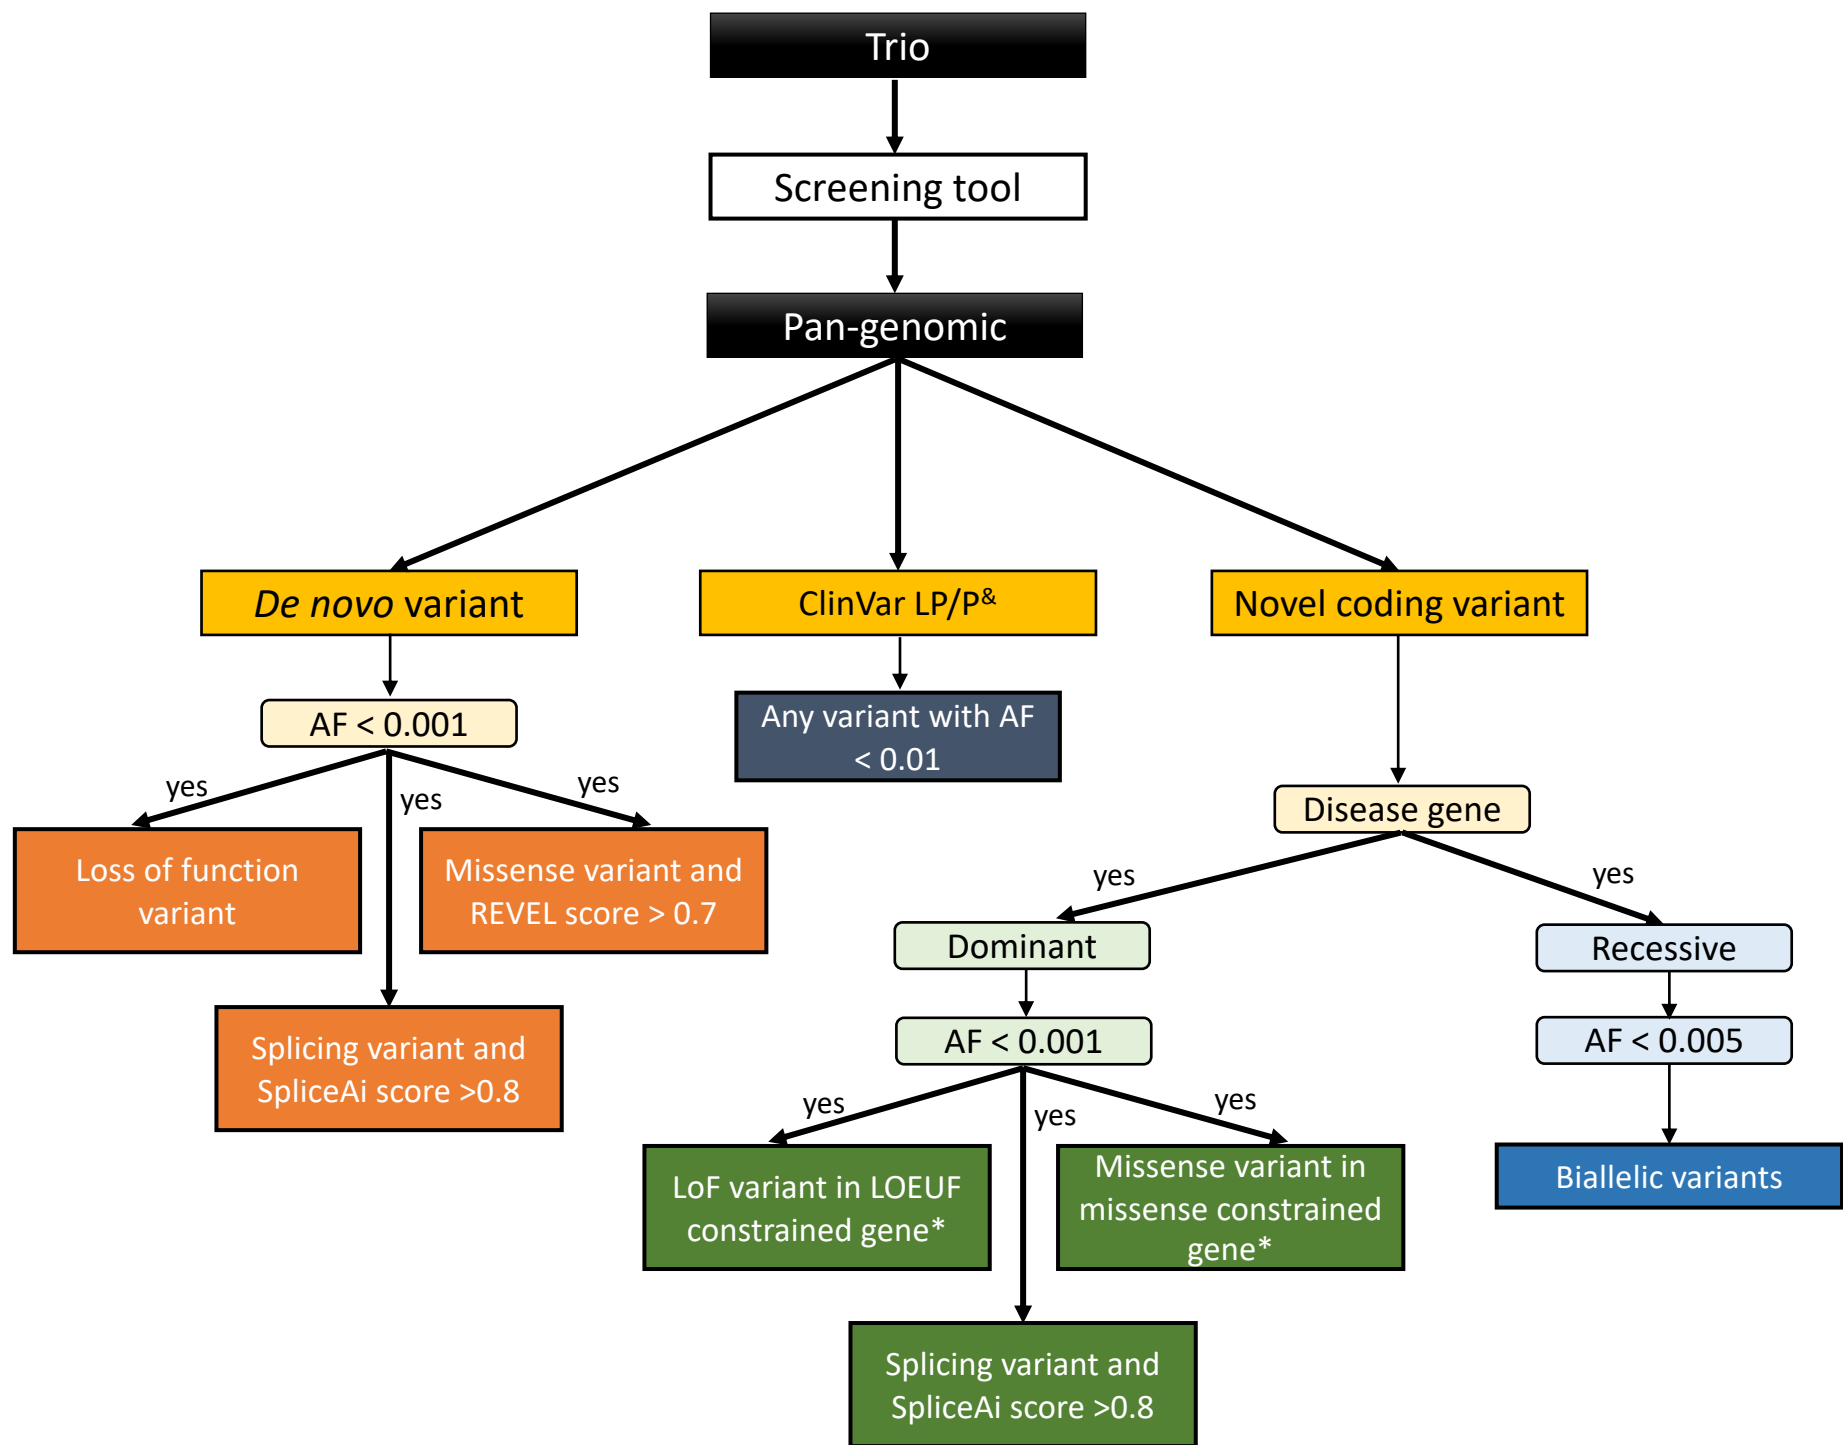 Trio
Screening tool
Pan-genomic
De novo variant
ClinVar LP/P&
Novel coding variant
AF < 0.001
Any variant with AF
< 0.01
yes
yes
yes
Disease gene
Loss of function
variant
Missense variant and
REVEL score > 0.7
yes
yes
Dominant
Recessive
Splicing variant and
SpliceAi score >0.8
AF < 0.001
AF < 0.005
yes
yes
yes
LoF variant in LOEUF
constrained gene*
Missense variant in
missense constrained
gene*
Biallelic variants
Splicing variant and
SpliceAi score >0.8